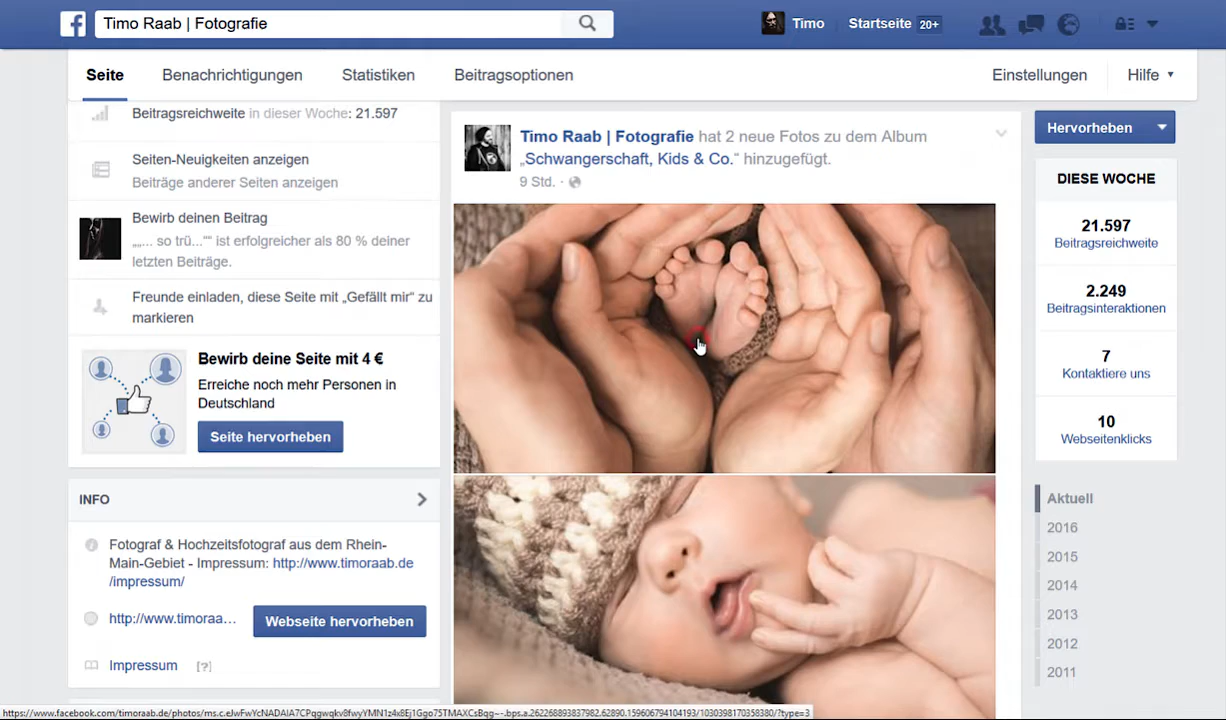 Timo Raab | Fotografie
Timo
Startseite 20+
Seite
Benachrichtigungen
Statistiken
Beitragsoptionen
Einstellungen
Hilfe
Beitragsreichweite in dieser Woche: 21.597
Seiten-Neuigkeiten anzeigen
Beiträge anderer Seiten anzeigen
Bewirb deinen Beitrag
„„... so trü...““ ist erfolgreicher als 80 % deiner
letzten Beiträge.
Freunde einladen, diese Seite mit „Gefällt mir“ zu
markieren
Bewirb deine Seite mit 4 €
Erreiche noch mehr Personen in
Deutschland
Seite hervorheben
INFO
Fotograf & Hochzeitsfotograf aus dem Rhein-
Main-Gebiet - Impressum: http://www.timoraab.de
/impressum/
http://www.timoraa...
Webseite hervorheben
Impressum [?]
Timo Raab | Fotografie hat 2 neue Fotos zu dem Album
„Schwangerschaft, Kids & Co.“ hinzugefügt.
9 Std. ·
Hervorheben
DIESE WOCHE
21.597
Beitragsreichweite
2.249
Beitragsinteraktionen
7
Kontaktiere uns
10
Webseitenklicks
Aktuell
2016
2015
2014
2013
2012
2011